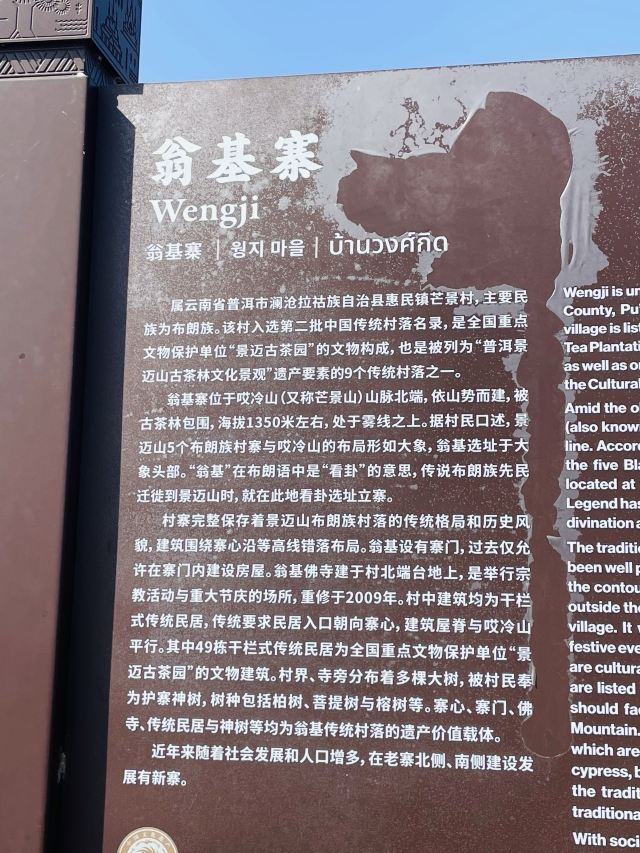 翁基寨
Wengji
翁基寨 | 웡지 마을 | บ้านวงศ์กิด
属云南省普洱市澜沧拉祜族自治县惠民镇芒景村，主要民
族为布朗族。该村入选第二批中国传统村落名录，是全国重点
文物保护单位“景迈古茶园”的文物构成，也是被列为“普洱景
迈山古茶林文化景观”遗产要素的9个传统村落之一。
翁基寨位于哎冷山（又称芒景山）山脉北端，依山势而建，被
古茶林包围，海拔1350米左右，处于雾线之上。据村民口述，景
迈山5个布朗族村寨与哎冷山的布局形如大象，翁基选址于大
象头部。“翁基”在布朗语中是“看卦”的意思，传说布朗族先民
迁徙到景迈山时，就在此地看卦选址立寨。
村寨完整保存着景迈山布朗族村落的传统格局和历史风
貌，建筑围绕寨心沿等高线错落布局。翁基设有寨门，过去仅允
许在寨门内建设房屋。翁基佛寺建于村北端台地上，是举行宗
教活动与重大节庆的场所，重修于2009年。村中建筑均为干栏
式传统民居，传统要求民居入口朝向寨心，建筑屋脊与哎冷山
平行。其中49栋干栏式传统民居为全国重点文物保护单位“景
迈古茶园”的文物建筑。村界、寺旁分布着多棵大树，被村民奉
为护寨神树，树种包括柏树、菩提树与榕树等。寨心、寨门、佛
寺、传统民居与神树等均为翁基传统村落的遗产价值载体。
近年来随着社会发展和人口增多，在老寨北侧、南侧建设发
展有新寨。
Wengji is un
County, Pu'
village is list
Tea Plantati
as well as o
the Cultural
Amid the o
(also know
line. Accor
the five Bl
located at
Legend has
divination a
The traditi
been well p
the contou
outside the
village. It
festive eve
are cultura
are listed
should fa
Mountain.
which are
cypress, b
the tradit
traditiona
With soci